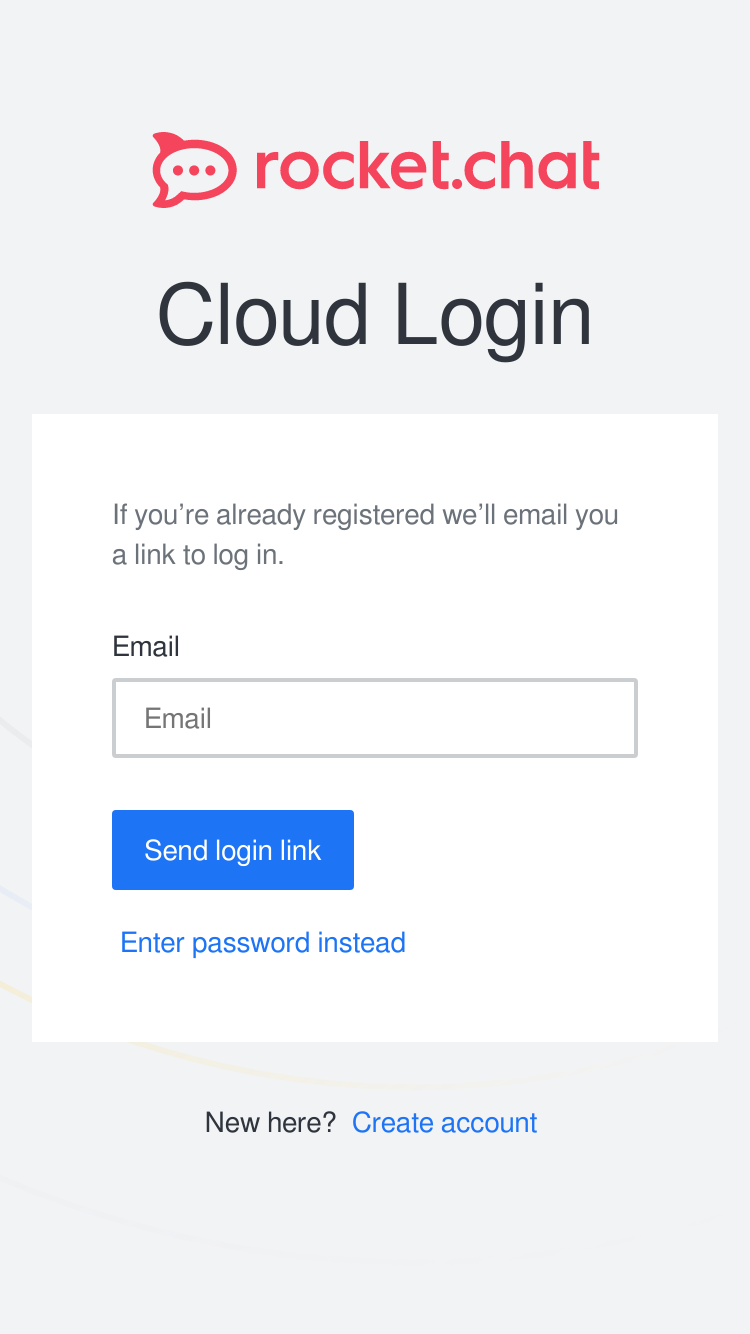 rocket.chat
Cloud Login
If you’re already registered we’ll email you
a link to log in.
Email
Email
Send login link
Enter password instead
New here? Create account